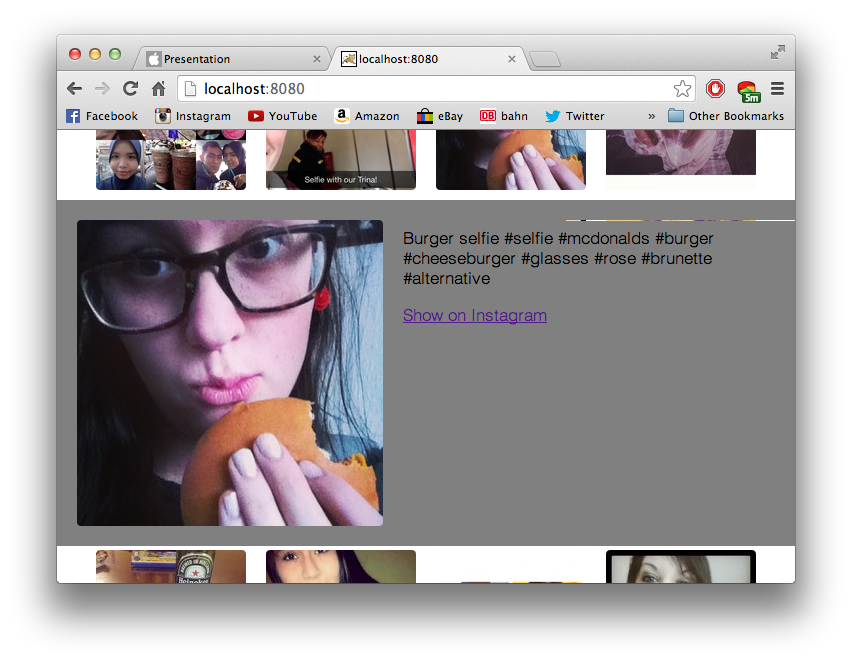 Presentation
localhost:8080
localhost:8080
Facebook
Instagram
YouTube
Amazon
eBay
DB bahn
Twitter
»
Other Bookmarks
5m
Selfie with our Trina!
Burger selfie #selfie #mcdonalds #burger
#cheeseburger #glasses #rose #brunette
#alternative
Show on Instagram
Heineken